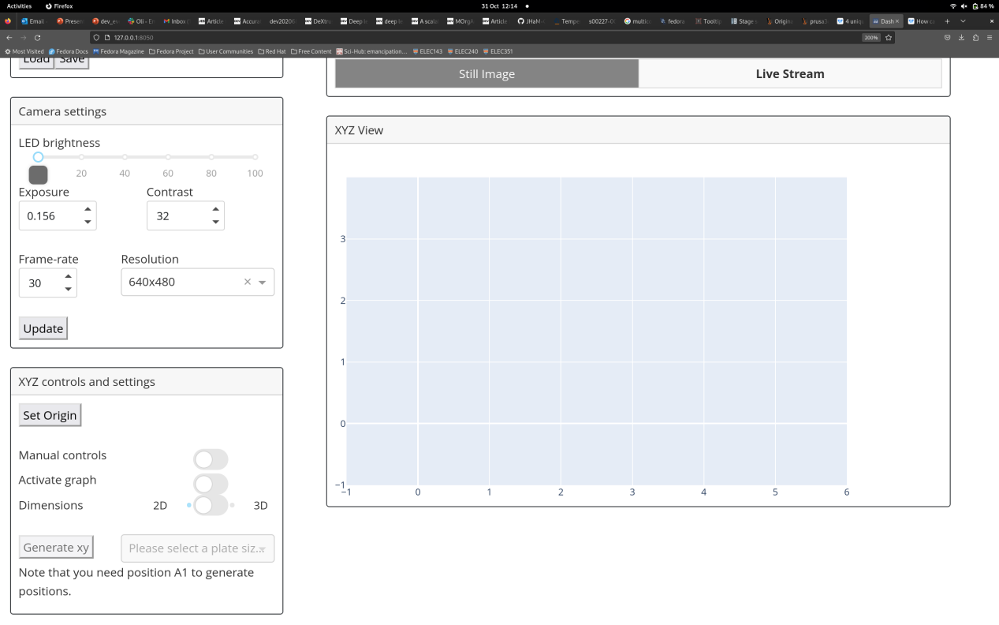 Activities Firefox 31 Oct 12:14 84 %
Email Presen dev_ev Oli - En Inbox ( Article Accura dev2020 DeXtru Deep l deep le A scala MOrgA Article JHaM- Tempe s00227-0 multic fedora Tooltip Stage s Origina prusa3 4 uniq Dash How ca
127.0.0.1:8050 200%
Most Visited Fedora Docs Fedora Magazine Fedora Project User Communities Red Hat Free Content Sci-Hub: emancipation... ELEC143 ELEC240 ELEC351
Load Save
Still Image Live Stream
Camera settings
LED brightness
20 40 60 80 100
Exposure Contrast
0.156 32
Frame-rate Resolution
30 640x480
Update
XYZ controls and settings
Set Origin
Manual controls
Activate graph
Dimensions 2D 3D
Generate xy Please select a plate siz...
Note that you need position A1 to generate
positions.
XYZ View
3
2
1
0
−1
−1 0 1 2 3 4 5 6